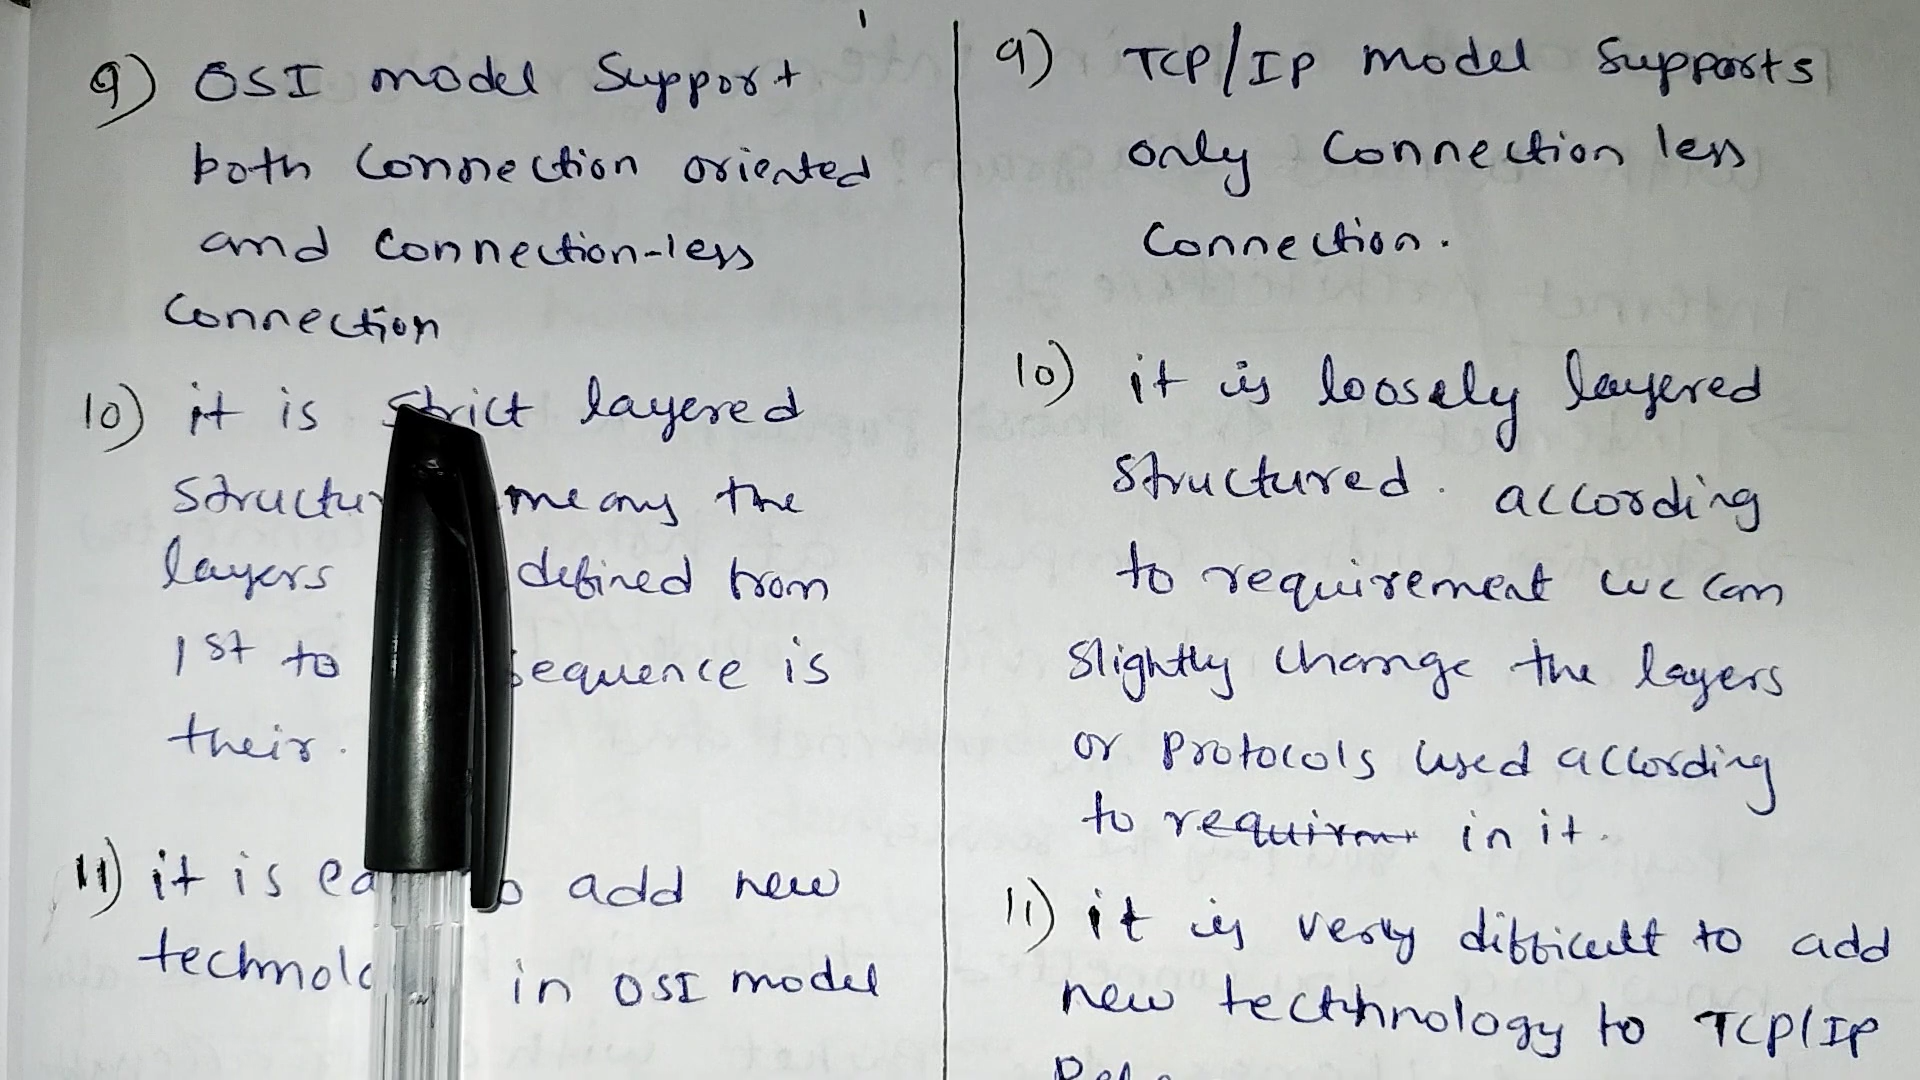 9) OSI model Support
both Connection oriented
and Connection-less
Connection
10) it is strict layered
means the
layers defined from
1st to sequence is
their.
11) it is add new
in OSI model
9) TCP/IP model Supports
only Connection less
Connection.
10) it is loosely layered
structured. according
to requirement we can
slightly change the layers
or protocols used according
to in it.
11) it is very difficult to add
new techhnology to TCP/IP